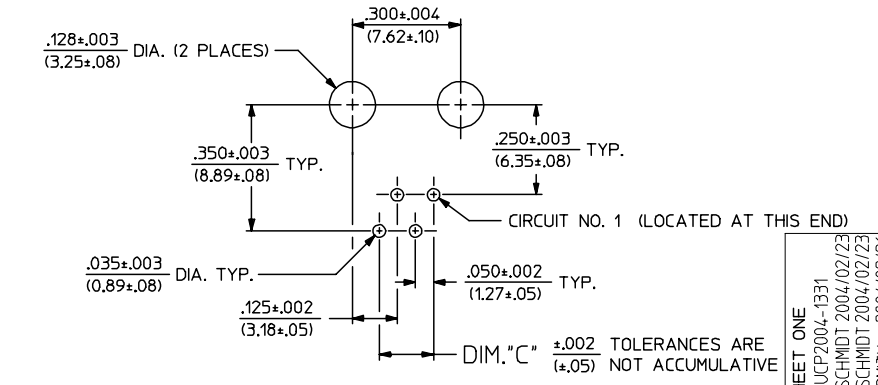 .300±.004
(7.62±.10)
.128±.003
(3.25±.08)
DIA. (2 PLACES)
.350±.003
(8.89±.08)
TYP.
.250±.003
(6.35±.08)
TYP.
CIRCUIT NO. 1 (LOCATED AT THIS END)
.035±.003
(0.89±.08)
DIA. TYP.
.050±.002
(1.27±.05)
TYP.
.125±.002
(3.18±.05)
DIM."C"
±.002
(±.05)
TOLERANCES ARE
NOT ACCUMULATIVE
EET ONE
UCP2004-1331
SCHMIDT 2004/02/23
SCHMIDT 2004/02/23